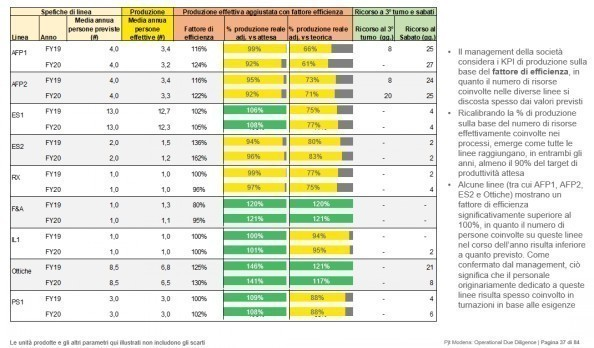 Spefiche di linea Produzione Produzione effettiva aggiustata con fattore efficienza Ricorso a 3° turno e sabati
Linea Anno Media annua persone previste (#) Media annua persone effettive (#) Fattore di efficienza % produzione reale adj. vs attesa % produzione reale adj. vs teorica Ricorso al 3° turno (gg.) Ricorso al Sabato (gg.)
AFP1 FY19 4,0 3,4 116% 99% 66% 8 25
FY20 4,0 3,2 124% 92% 61% - 27
AFP2 FY19 4,0 3,4 116% 95% 73% 8 24
FY20 4,0 3,3 122% 92% 71% 20 25
ES1 FY19 13,0 12,7 102% 106% 75% - 4
FY20 13,0 12,3 105% 108% 77% - 4
ES2 FY19 2,0 1,5 136% 94% 80% - 2
FY20 2,0 1,2 162% 96% 83% - 2
RX FY19 1,0 1,0 100% 99% 77% - 2
FY20 1,0 1,0 96% 97% 75% - 4
F&A FY19 1,0 1,3 80% 120% 120% - -
FY20 1,0 1,1 95% 121% 121% - -
IL1 FY19 1,0 1,0 100% 100% 94% - -
FY20 1,0 1,0 100% 101% 95% - 2
Ottiche FY19 8,5 6,8 125% 146% 121% - 21
FY20 8,5 6,5 130% 141% 117% - 8
PS1 FY19 3,0 3,0 100% 109% 88% - 4
FY20 3,0 3,0 102% 108% 88% - 6
• Il management della società
considera i KPI di produzione sulla
base del fattore di efficienza, in
quanto il numero di risorse
coinvolte nelle diverse linee si
discosta spesso dai valori previsti
• Ricalibrando la % di produzione
sulla base del numero di risorse
effettivamente coinvolte nei
processi, emerge come tutte le
linee raggiungano, in entrambi gli
anni, almeno il 90% del target di
produttività attesa
• Alcune linee (tra cui AFP1, AFP2,
ES2 e Ottiche) mostrano un
fattore di efficienza
significativamente superiore al
100%, in quanto il numero di
persone coinvolte su queste linee
nel corso dell'anno risulta inferiore
a quanto previsto. Come
confermato dal management, ciò
significa che il personale
originariamente dedicato a queste
linee risulta spesso coinvolto in
turnazioni in base alle esigenze
Le unità prodotte e gli altri parametri qui illustrati non includono gli scarti
Pjt Modena: Operational Due Diligence | Pagina 37 di 84